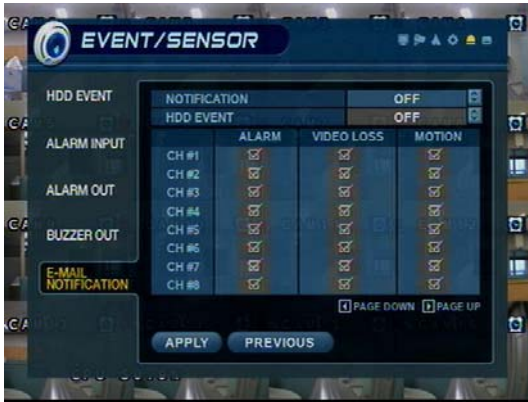 EVENT/SENSOR
HDD EVENT
ALARM INPUT
ALARM OUT
BUZZER OUT
E-MAIL
NOTIFICATION
NOTIFICATION OFF
HDD EVENT OFF
ALARM VIDEO LOSS MOTION
CH #1
CH #2
CH #3
CH #4
CH #5
CH #6
CH #7
CH #8
PAGE DOWN PAGE UP
APPLY PREVIOUS